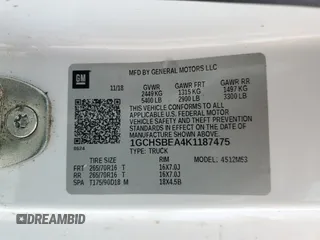 GM
MFD BY GENERAL MOTORS LLC
11/18 GVWR GAWR FRT GAWR RR
2449 KG 1315 KG 1497 KG
5400 LB 2900 LB 3300 LB
THIS VEHICLE CONFORMS TO ALL APPLICABLE U.S.
FEDERAL MOTOR VEHICLE SAFETY, BUMPER, AND
THEFT PREVENTION STANDARDS IN EFFECT ON THE
DATE OF MANUFACTURE SHOWN ABOVE.
1GCHSBEA4K1187475
TYPE: TRUCK
TIRE SIZE RIM MODEL: 4S12M53
FRT 265/70R16 T 16X7.0J
RR 265/70R16 T 16X7.0J
SPA T175/90D18 M 18X4.5B